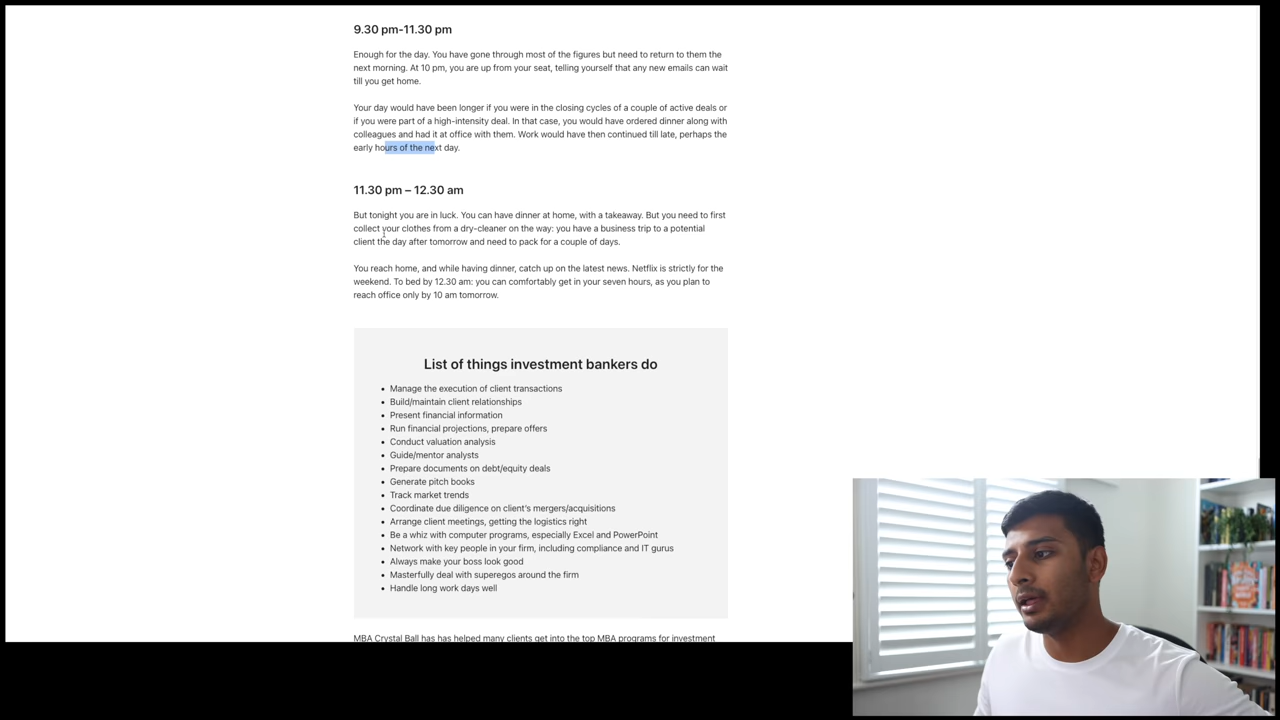 9.30 pm-11.30 pm
Enough for the day. You have gone through most of the figures but need to return to them the
next morning. At 10 pm, you are up from your seat, telling yourself that any new emails can wait
till you get home.
Your day would have been longer if you were in the closing cycles of a couple of active deals or
if you were part of a high-intensity deal. In that case, you would have ordered dinner along with
colleagues and had it at office with them. Work would have then continued till late, perhaps the
early hours of the next day.
11.30 pm – 12.30 am
But tonight you are in luck. You can have dinner at home, with a takeaway. But you need to first
collect your clothes from a dry-cleaner on the way: you have a business trip to a potential
client the day after tomorrow and need to pack for a couple of days.
You reach home, and while having dinner, catch up on the latest news. Netflix is strictly for the
weekend. To bed by 12.30 am: you can comfortably get in your seven hours, as you plan to
reach office only by 10 am tomorrow.
List of things investment bankers do
• Manage the execution of client transactions
• Build/maintain client relationships
• Present financial information
• Run financial projections, prepare offers
• Conduct valuation analysis
• Guide/mentor analysts
• Prepare documents on debt/equity deals
• Generate pitch books
• Track market trends
• Coordinate due diligence on client's mergers/acquisitions
• Arrange client meetings, getting the logistics right
• Be a whiz with computer programs, especially Excel and PowerPoint
• Network with key people in your firm, including compliance and IT gurus
• Always make your boss look good
• Masterfully deal with superegos around the firm
• Handle long work days well
MBA Crystal Ball has has helped many clients get into the top MBA programs for investment